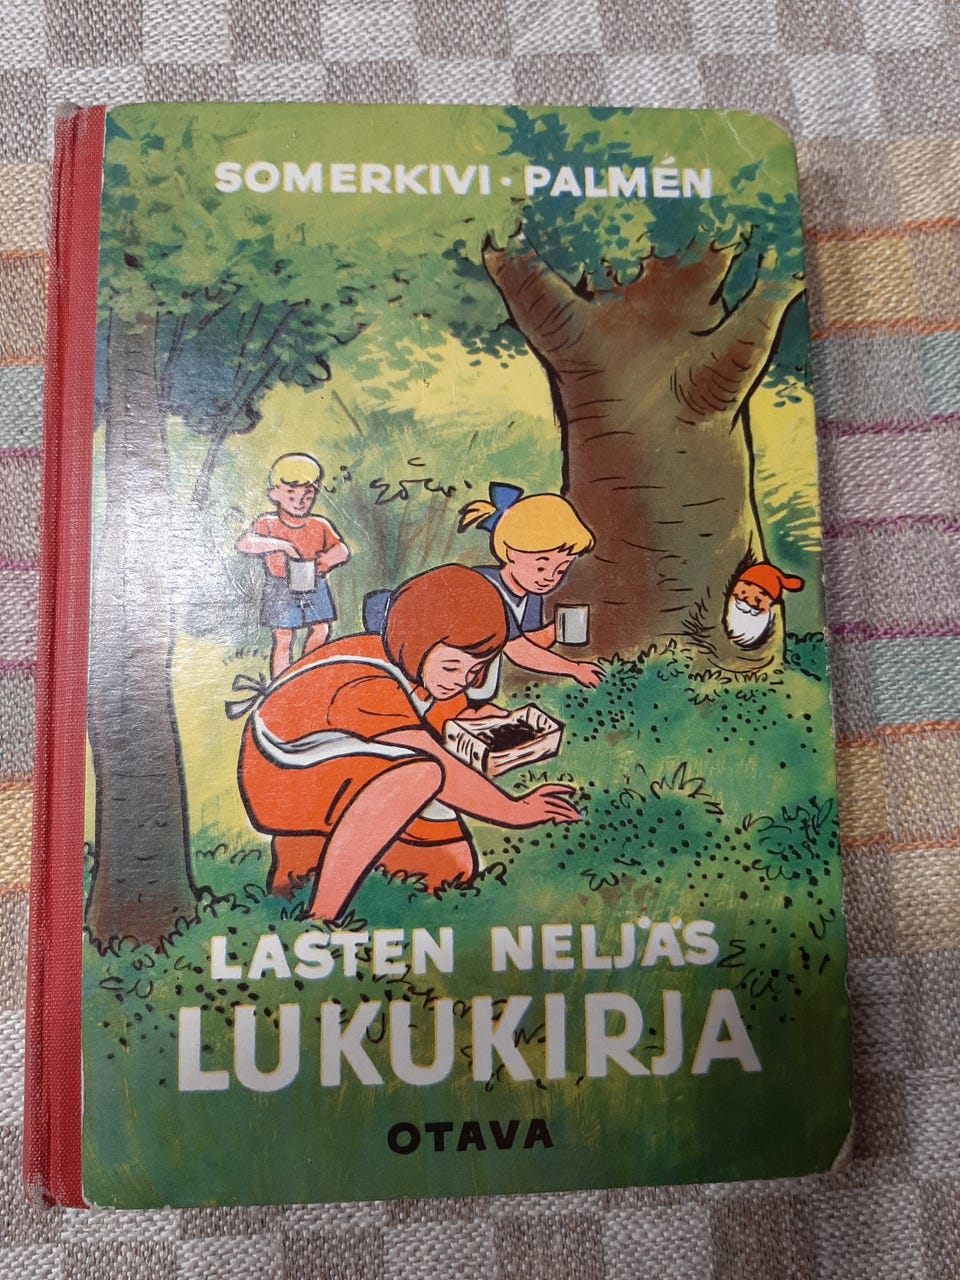 SOMERKIVI · PALMÉN
LASTEN NELJÄS
LUKUKIRJA
OTAVA